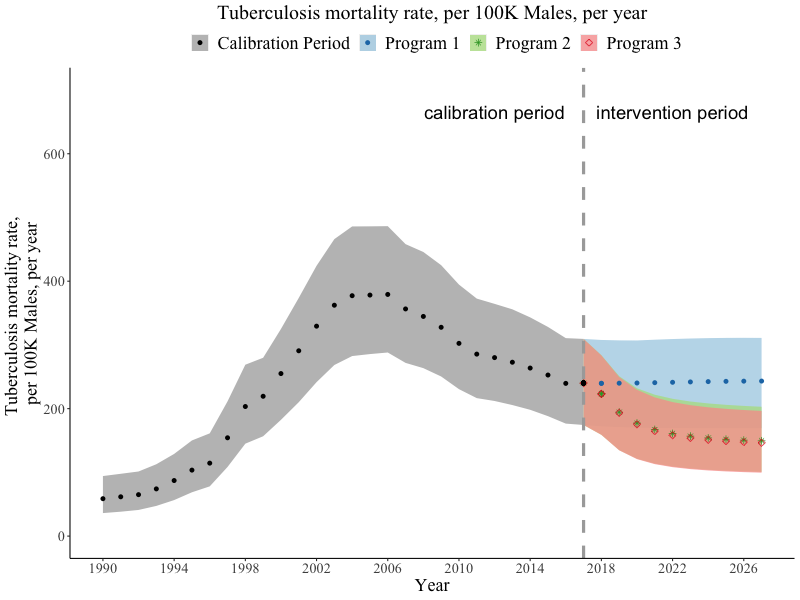 Tuberculosis mortality rate, per 100K Males, per year
Calibration Period Program 1 Program 2 Program 3
calibration period intervention period
Tuberculosis mortality rate,
per 100K Males, per year
600
400
200
0
1990 1994 1998 2002 2006 2010 2014 2018 2022 2026
Year